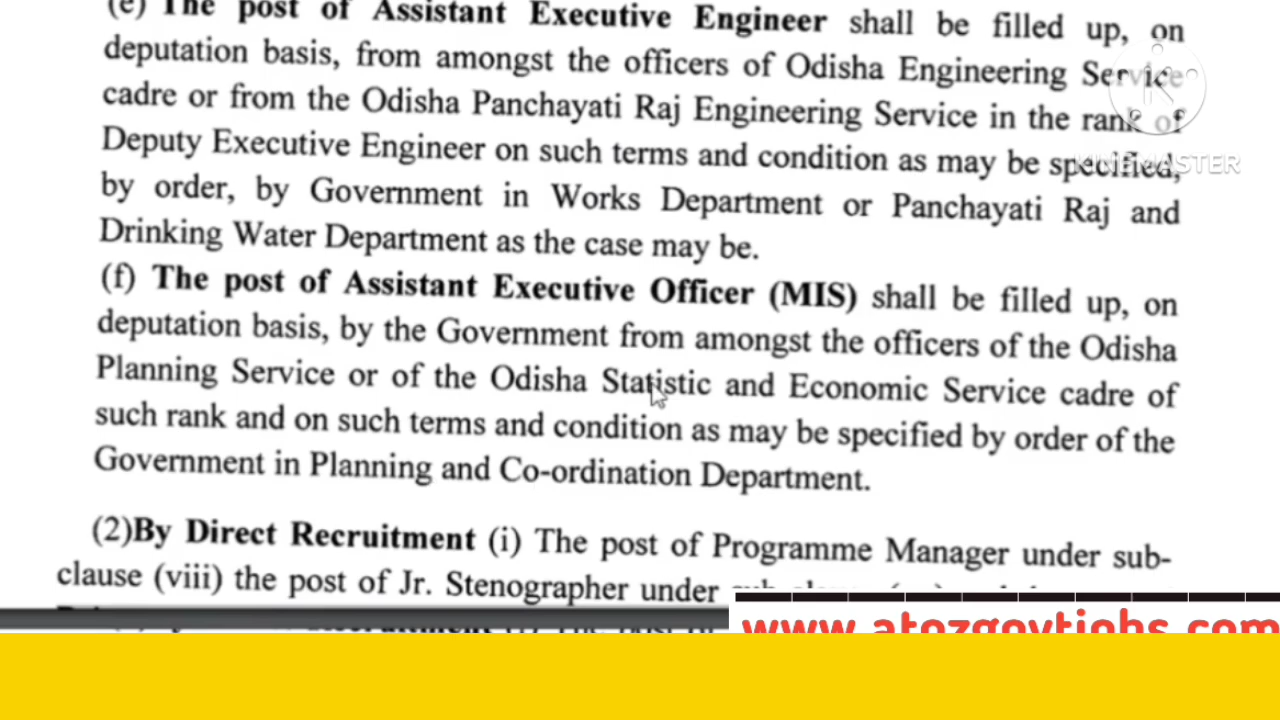 (e) The post of Assistant Executive Engineer shall be filled up, on
deputation basis, from amongst the officers of Odisha Engineering Service
cadre or from the Odisha Panchayati Raj Engineering Service in the rank of
Deputy Executive Engineer on such terms and condition as may be specified,
by order, by Government in Works Department or Panchayati Raj and
Drinking Water Department as the case may be.
(f) The post of Assistant Executive Officer (MIS) shall be filled up, on
deputation basis, by the Government from amongst the officers of the Odisha
Planning Service or of the Odisha Statistic and Economic Service cadre of
such rank and on such terms and condition as may be specified by order of the
Government in Planning and Co-ordination Department.
(2)By Direct Recruitment (i) The post of Programme Manager under sub-
clause (viii) the post of Jr. Stenographer under
www.atozgovtjobs.com
KINEMASTER